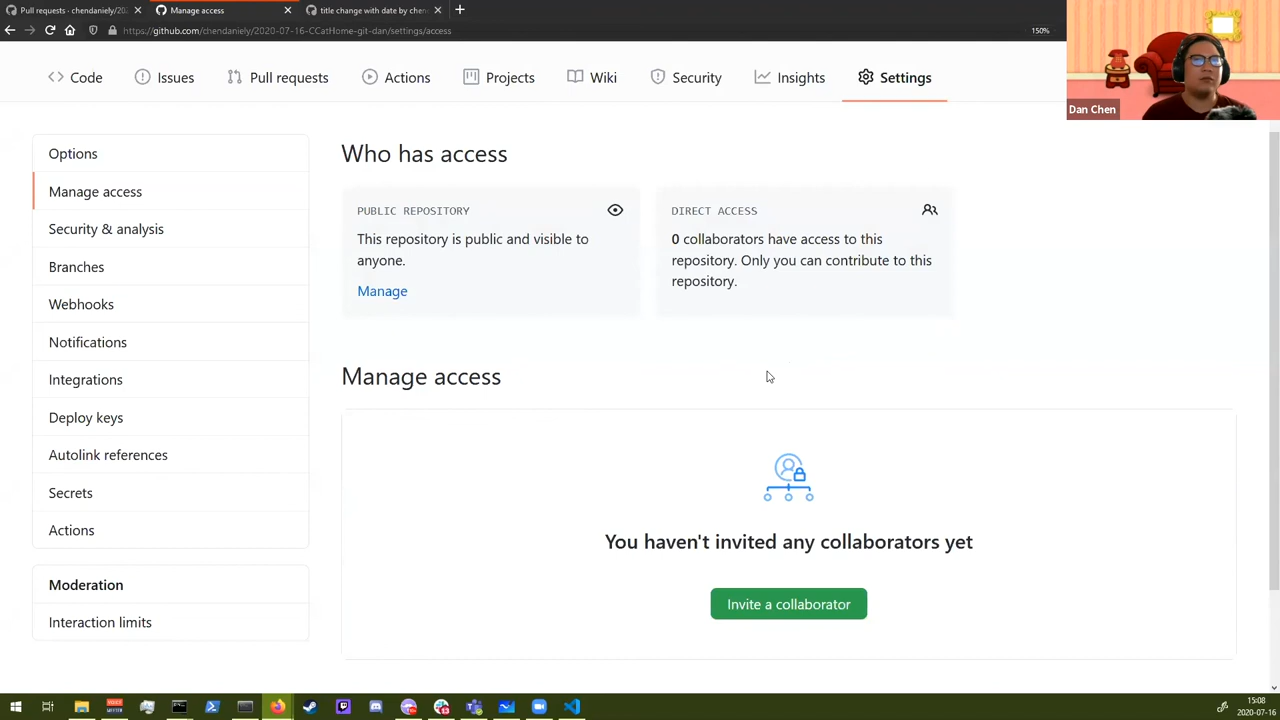 Pull requests · chendaniely/202
Manage access
title change with date by chen
https://github.com/chendaniely/2020-07-16-CCatHome-git-dan/settings/access
150%
Code
Issues
Pull requests
Actions
Projects
Wiki
Security
Insights
Settings
Dan Chen
Options
Manage access
Security & analysis
Branches
Webhooks
Notifications
Integrations
Deploy keys
Autolink references
Secrets
Actions
Moderation
Interaction limits
Who has access
PUBLIC REPOSITORY
This repository is public and visible to
anyone.
Manage
DIRECT ACCESS
0 collaborators have access to this
repository. Only you can contribute to this
repository.
Manage access
You haven't invited any collaborators yet
Invite a collaborator
15:08
2020-07-16